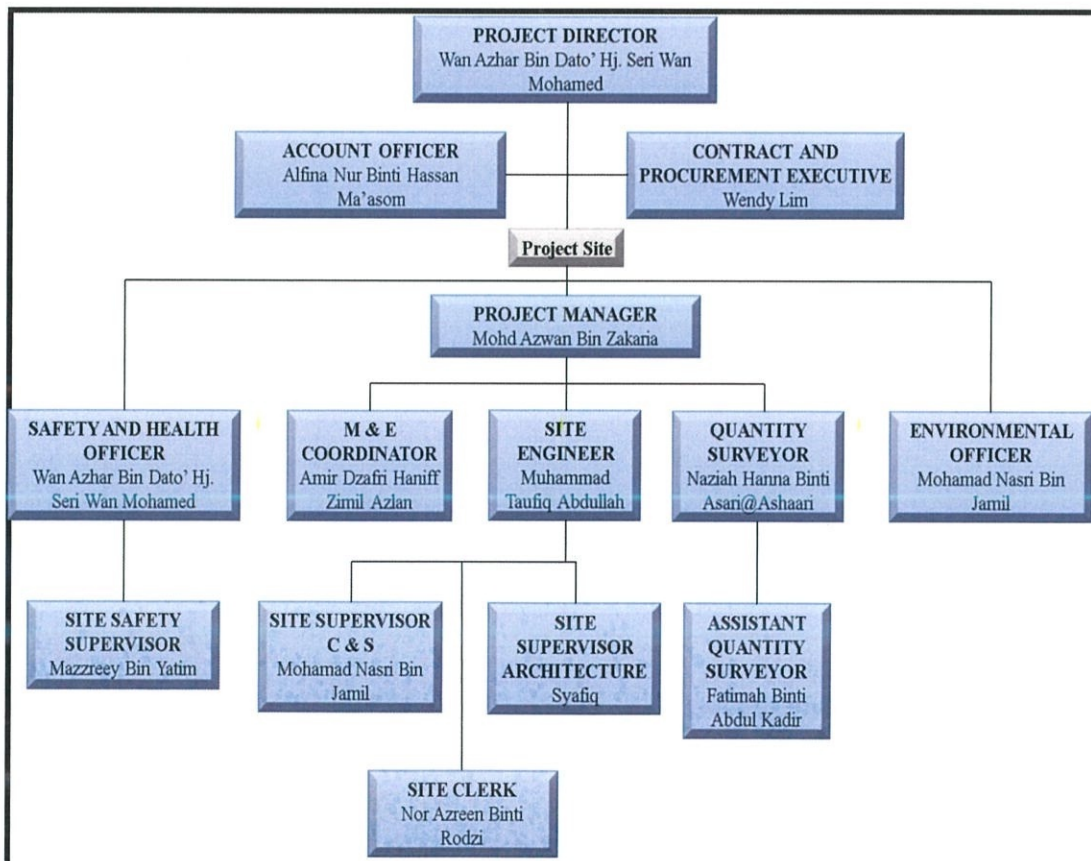 PROJECT DIRECTOR
Wan Azhar Bin Dato’ Hj. Seri Wan
Mohamed
ACCOUNT OFFICER
Alfina Nur Binti Hassan
Ma’asom
CONTRACT AND
PROCUREMENT EXECUTIVE
Wendy Lim
Project Site
PROJECT MANAGER
Mohd Azwan Bin Zakaria
SAFETY AND HEALTH
OFFICER
Wan Azhar Bin Dato’ Hj.
Seri Wan Mohamed
M & E
COORDINATOR
Amir Dzafri Haniff
Zimil Azlan
SITE
ENGINEER
Muhammad
Taufiq Abdullah
QUANTITY
SURVEYOR
Naziah Hanna Binti
Asari@Ashaari
ENVIRONMENTAL
OFFICER
Mohamad Nasri Bin
Jamil
SITE SAFETY
SUPERVISOR
Mazzreey Bin Yatim
SITE SUPERVISOR
C & S
Mohamad Nasri Bin
Jamil
SITE
SUPERVISOR
ARCHITECTURE
Syafiq
ASSISTANT
QUANTITY
SURVEYOR
Fatimah Binti
Abdul Kadir
SITE CLERK
Nor Azreen Binti
Rodzi